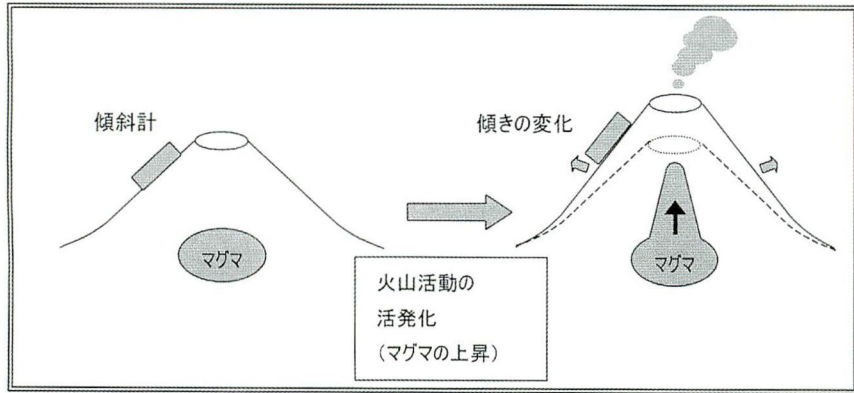 傾斜計
マグマ
火山活動の
活発化
(マグマの上昇)
傾きの変化
マグマ